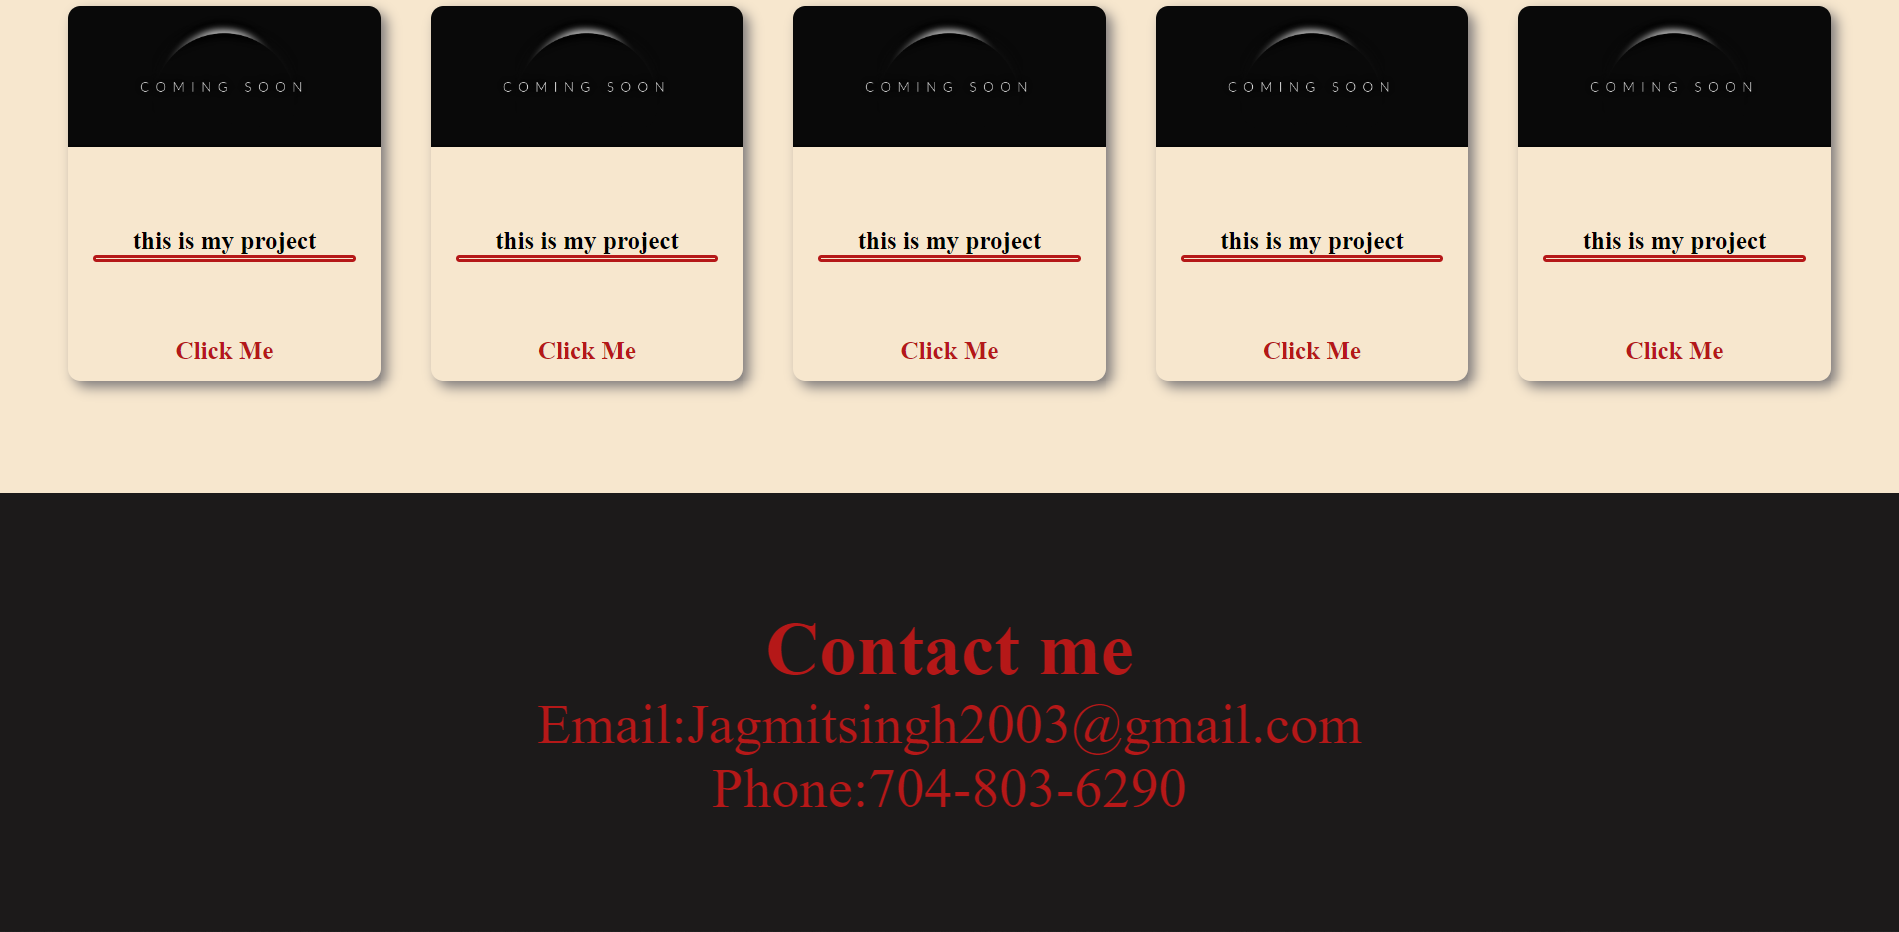 COMING SOON COMING SOON COMING SOON COMING SOON COMING SOON
this is my project this is my project this is my project this is my project this is my project
Click Me Click Me Click Me Click Me Click Me
Contact me
Email:Jagmitsingh2003@gmail.com
Phone:704-803-6290